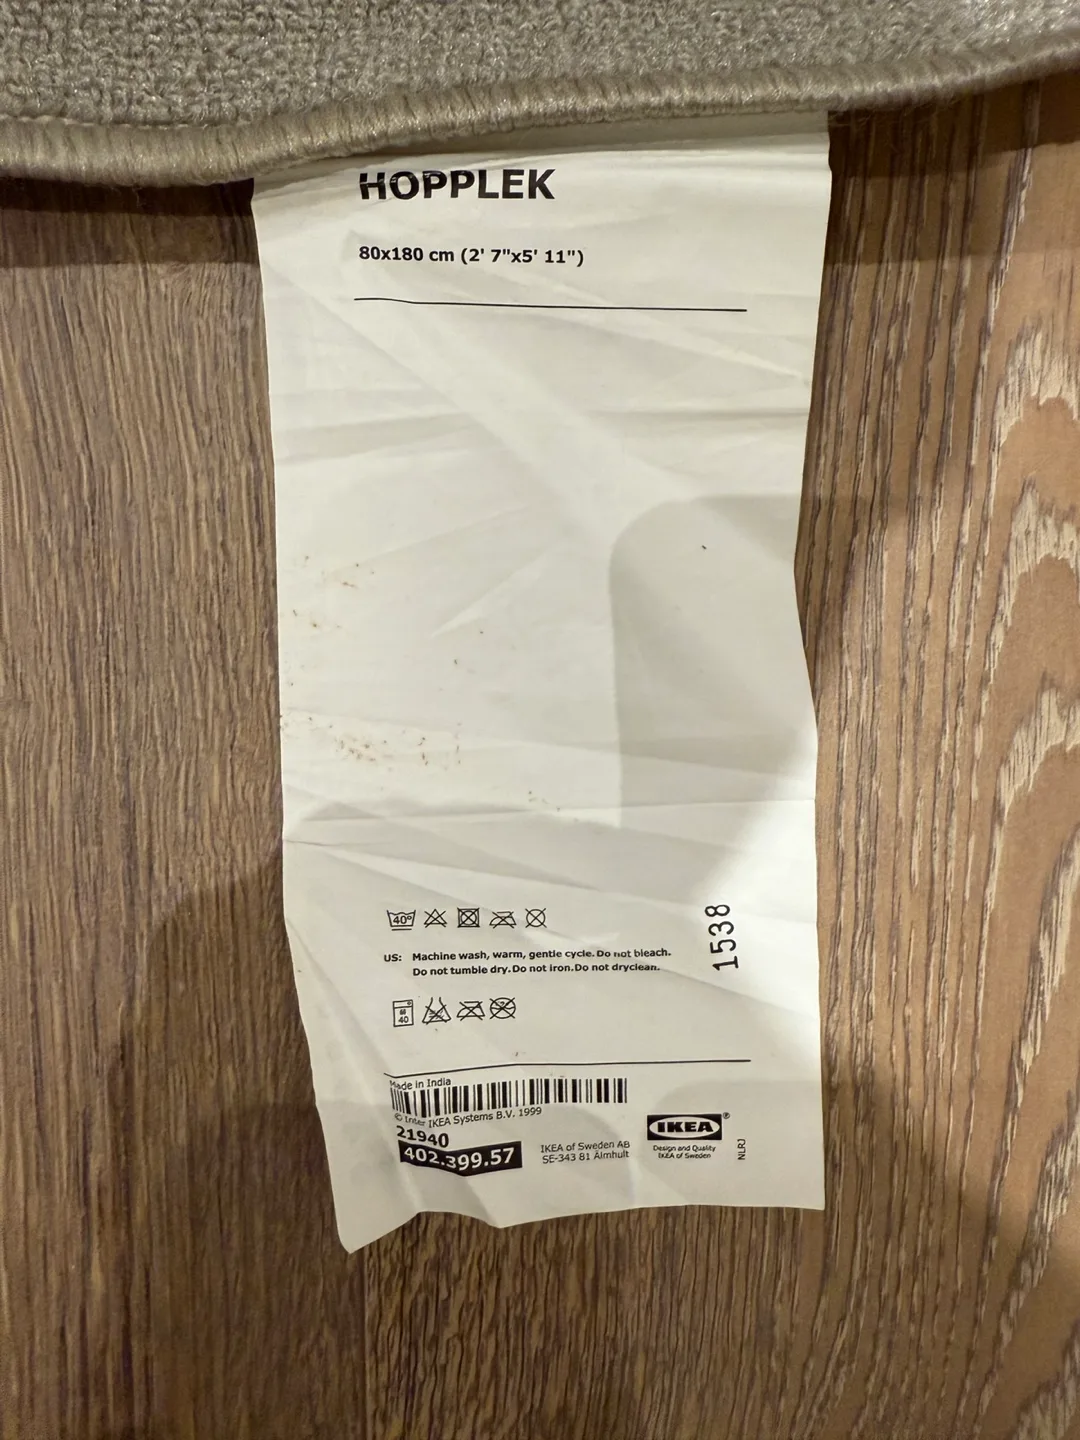 HOPPLEK
80x180 cm (2' 7"x5' 11")
40°
1538
US: Machine wash, warm, gentle cycle. Do not bleach.
Do not tumble dry. Do not iron. Do not dryclean.
40
Made in India
© Inter IKEA Systems B.V. 1999
21940
402.399.57
IKEA of Sweden AB
SE-343 81 Älmhult
IKEA®
Design and Quality
IKEA of Sweden
NLRJ